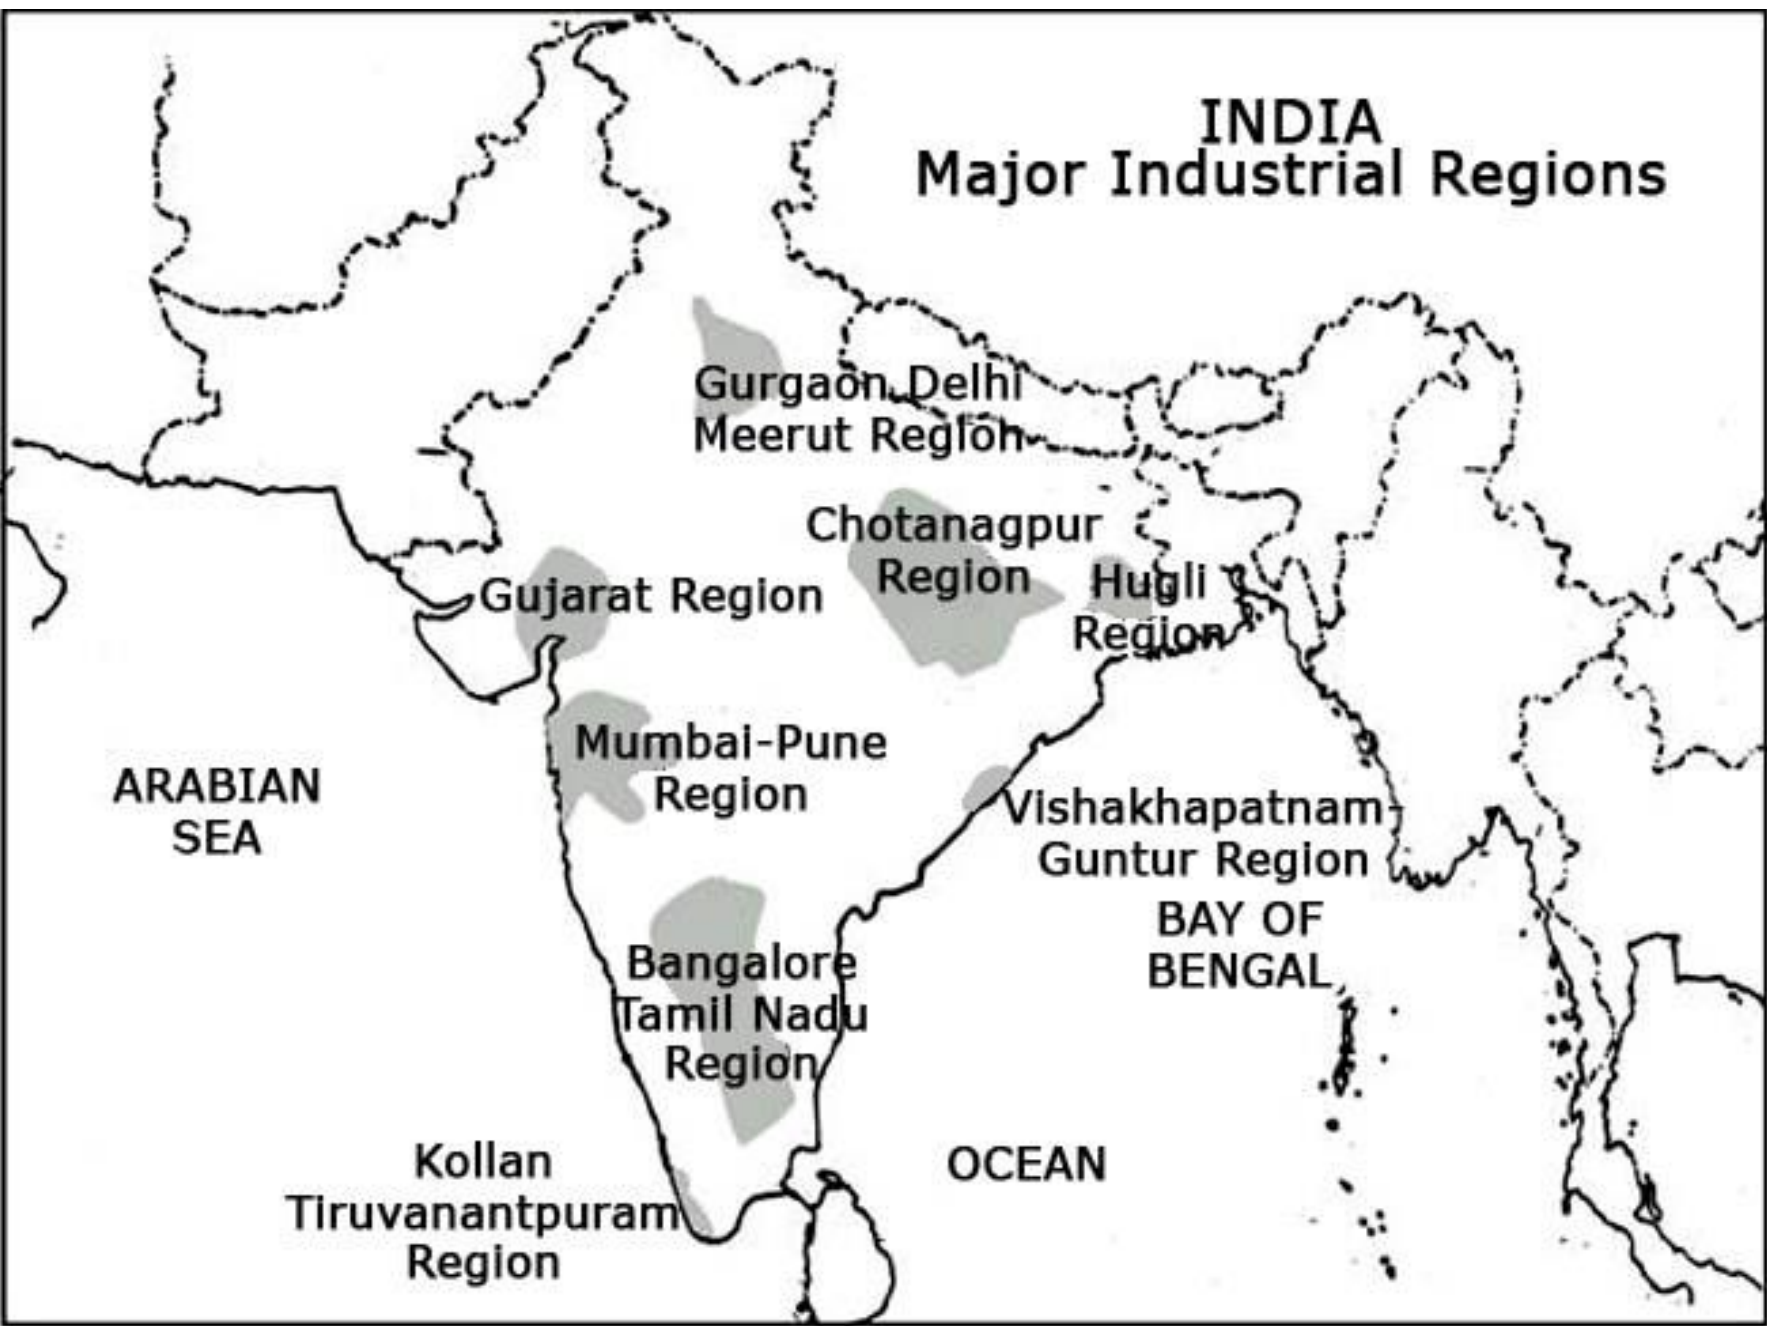 INDIA
Major Industrial Regions
Gurgaon Delhi
Meerut Region
Chotanagpur
Region
Hugli
Region
Gujarat Region
Mumbai-Pune
Region
ARABIAN
SEA
Vishakhapatnam-
Guntur Region
BAY OF
BENGAL
Bangalore
Tamil Nadu
Region
Kollan
Tiruvanantpuram
Region
OCEAN